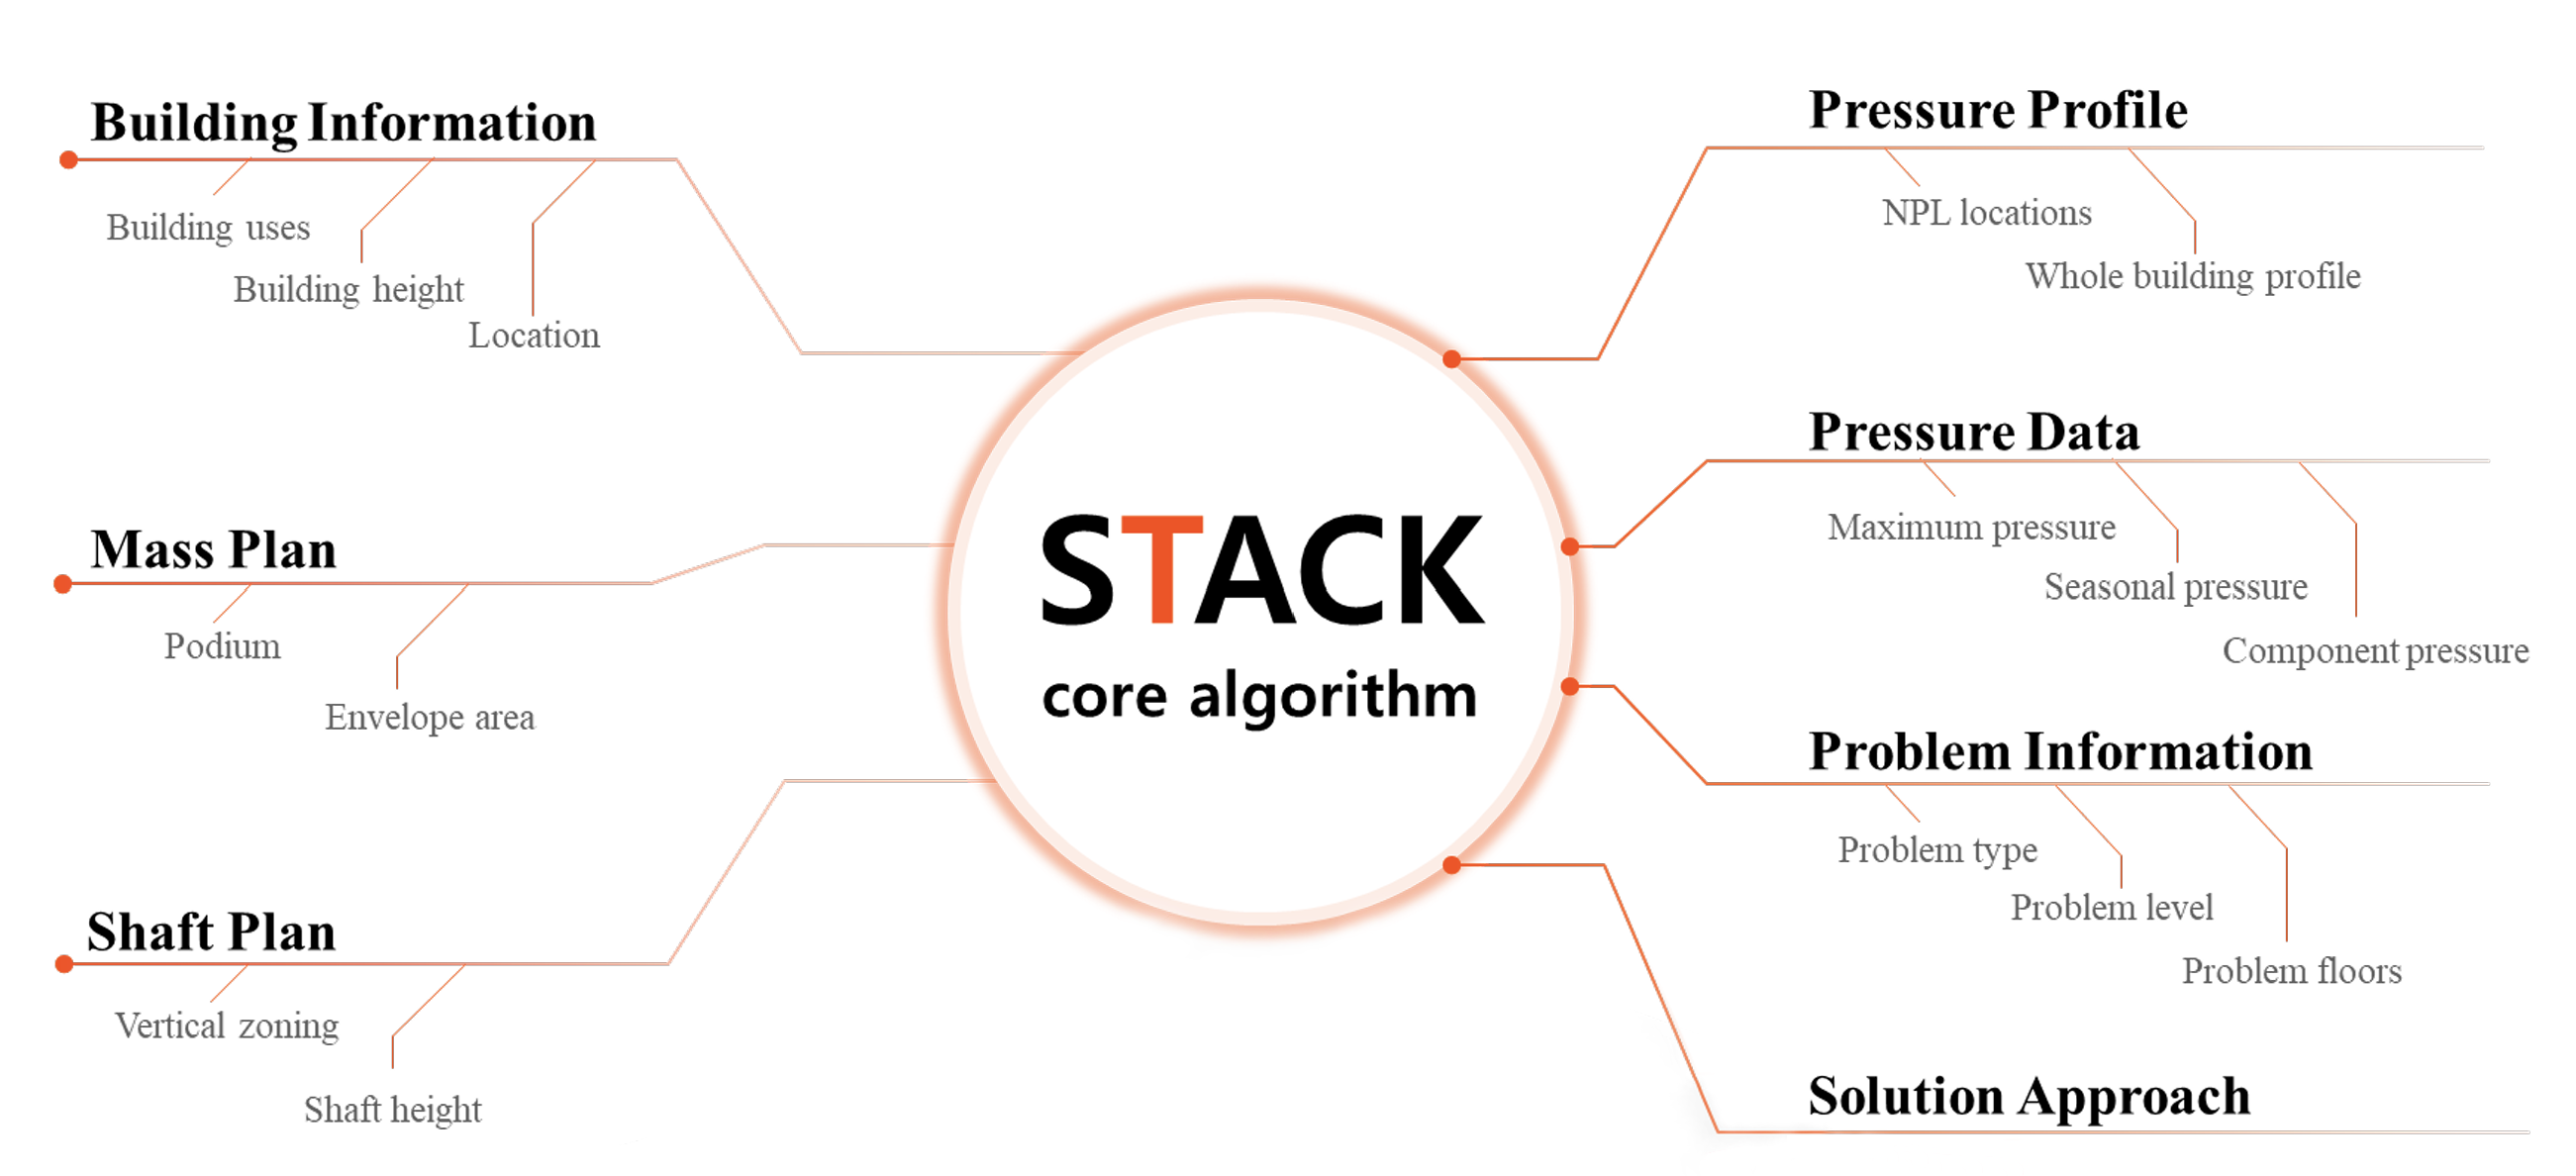 Building Information
Building uses
Building height
Location
Mass Plan
Podium
Envelope area
Shaft Plan
Vertical zoning
Shaft height
STACK
core algorithm
Pressure Profile
NPL locations
Whole building profile
Pressure Data
Maximum pressure
Seasonal pressure
Component pressure
Problem Information
Problem type
Problem level
Problem floors
Solution Approach